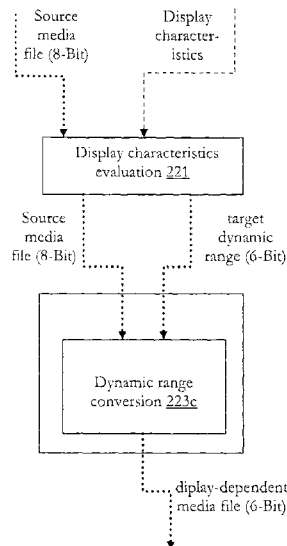 Source
media
file (8-Bit)
Display
character-
istics
Display characteristics
evaluation 221
Source
media
file (8-Bit)
target
dynamic
range (6-Bit)
Dynamic range
conversion 223c
diplay-dependent
media file (6-Bit)